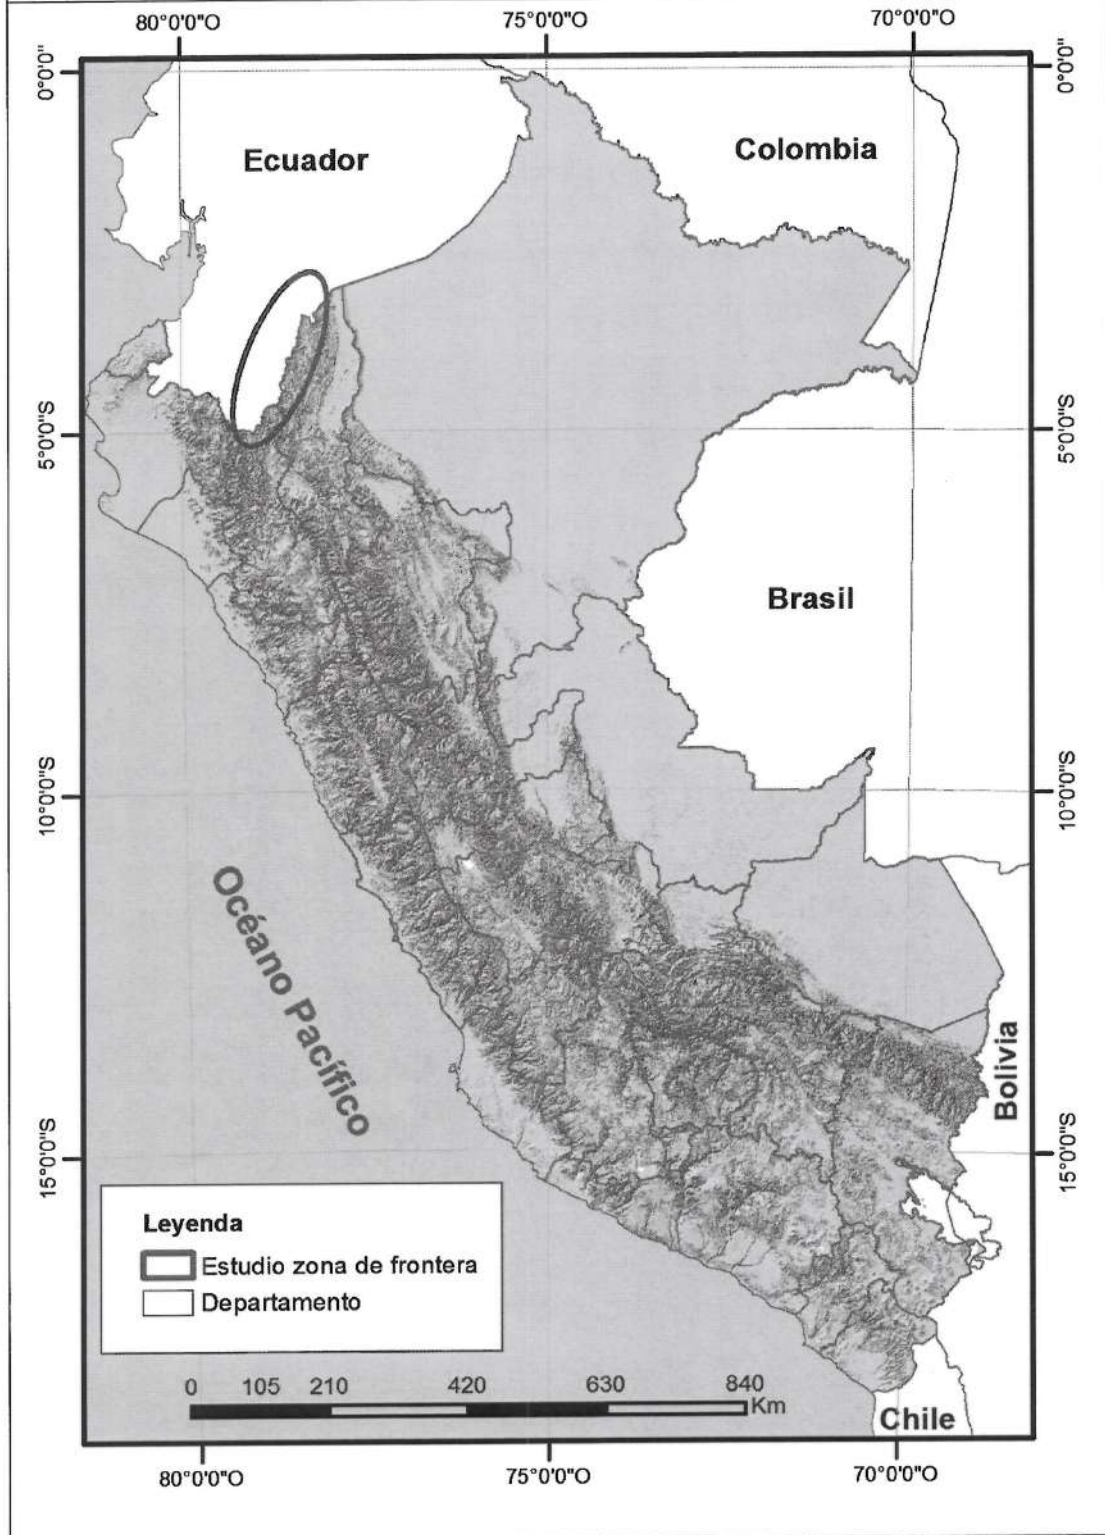 80°0'0"O
75°0'0"O
70°0'0"O
0°0'0"
0°0'0"
Ecuador
Colombia
5°0'0"S
5°0'0"S
Brasil
10°0'0"S
10°0'0"S
Océano Pacífico
Bolivia
15°0'0"S
15°0'0"S
Leyenda
Estudio zona de frontera
Departamento
0 105 210 420 630 840
Km
Chile
80°0'0"O
75°0'0"O
70°0'0"O